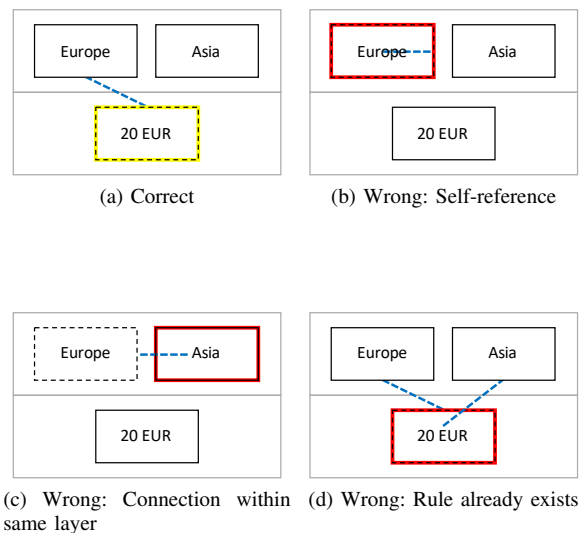 Europe
Asia
20 EUR
(a) Correct
Europe
Asia
20 EUR
(b) Wrong: Self-reference
Europe
Asia
20 EUR
(c) Wrong: Connection within
same layer
Europe
Asia
20 EUR
(d) Wrong: Rule already exists